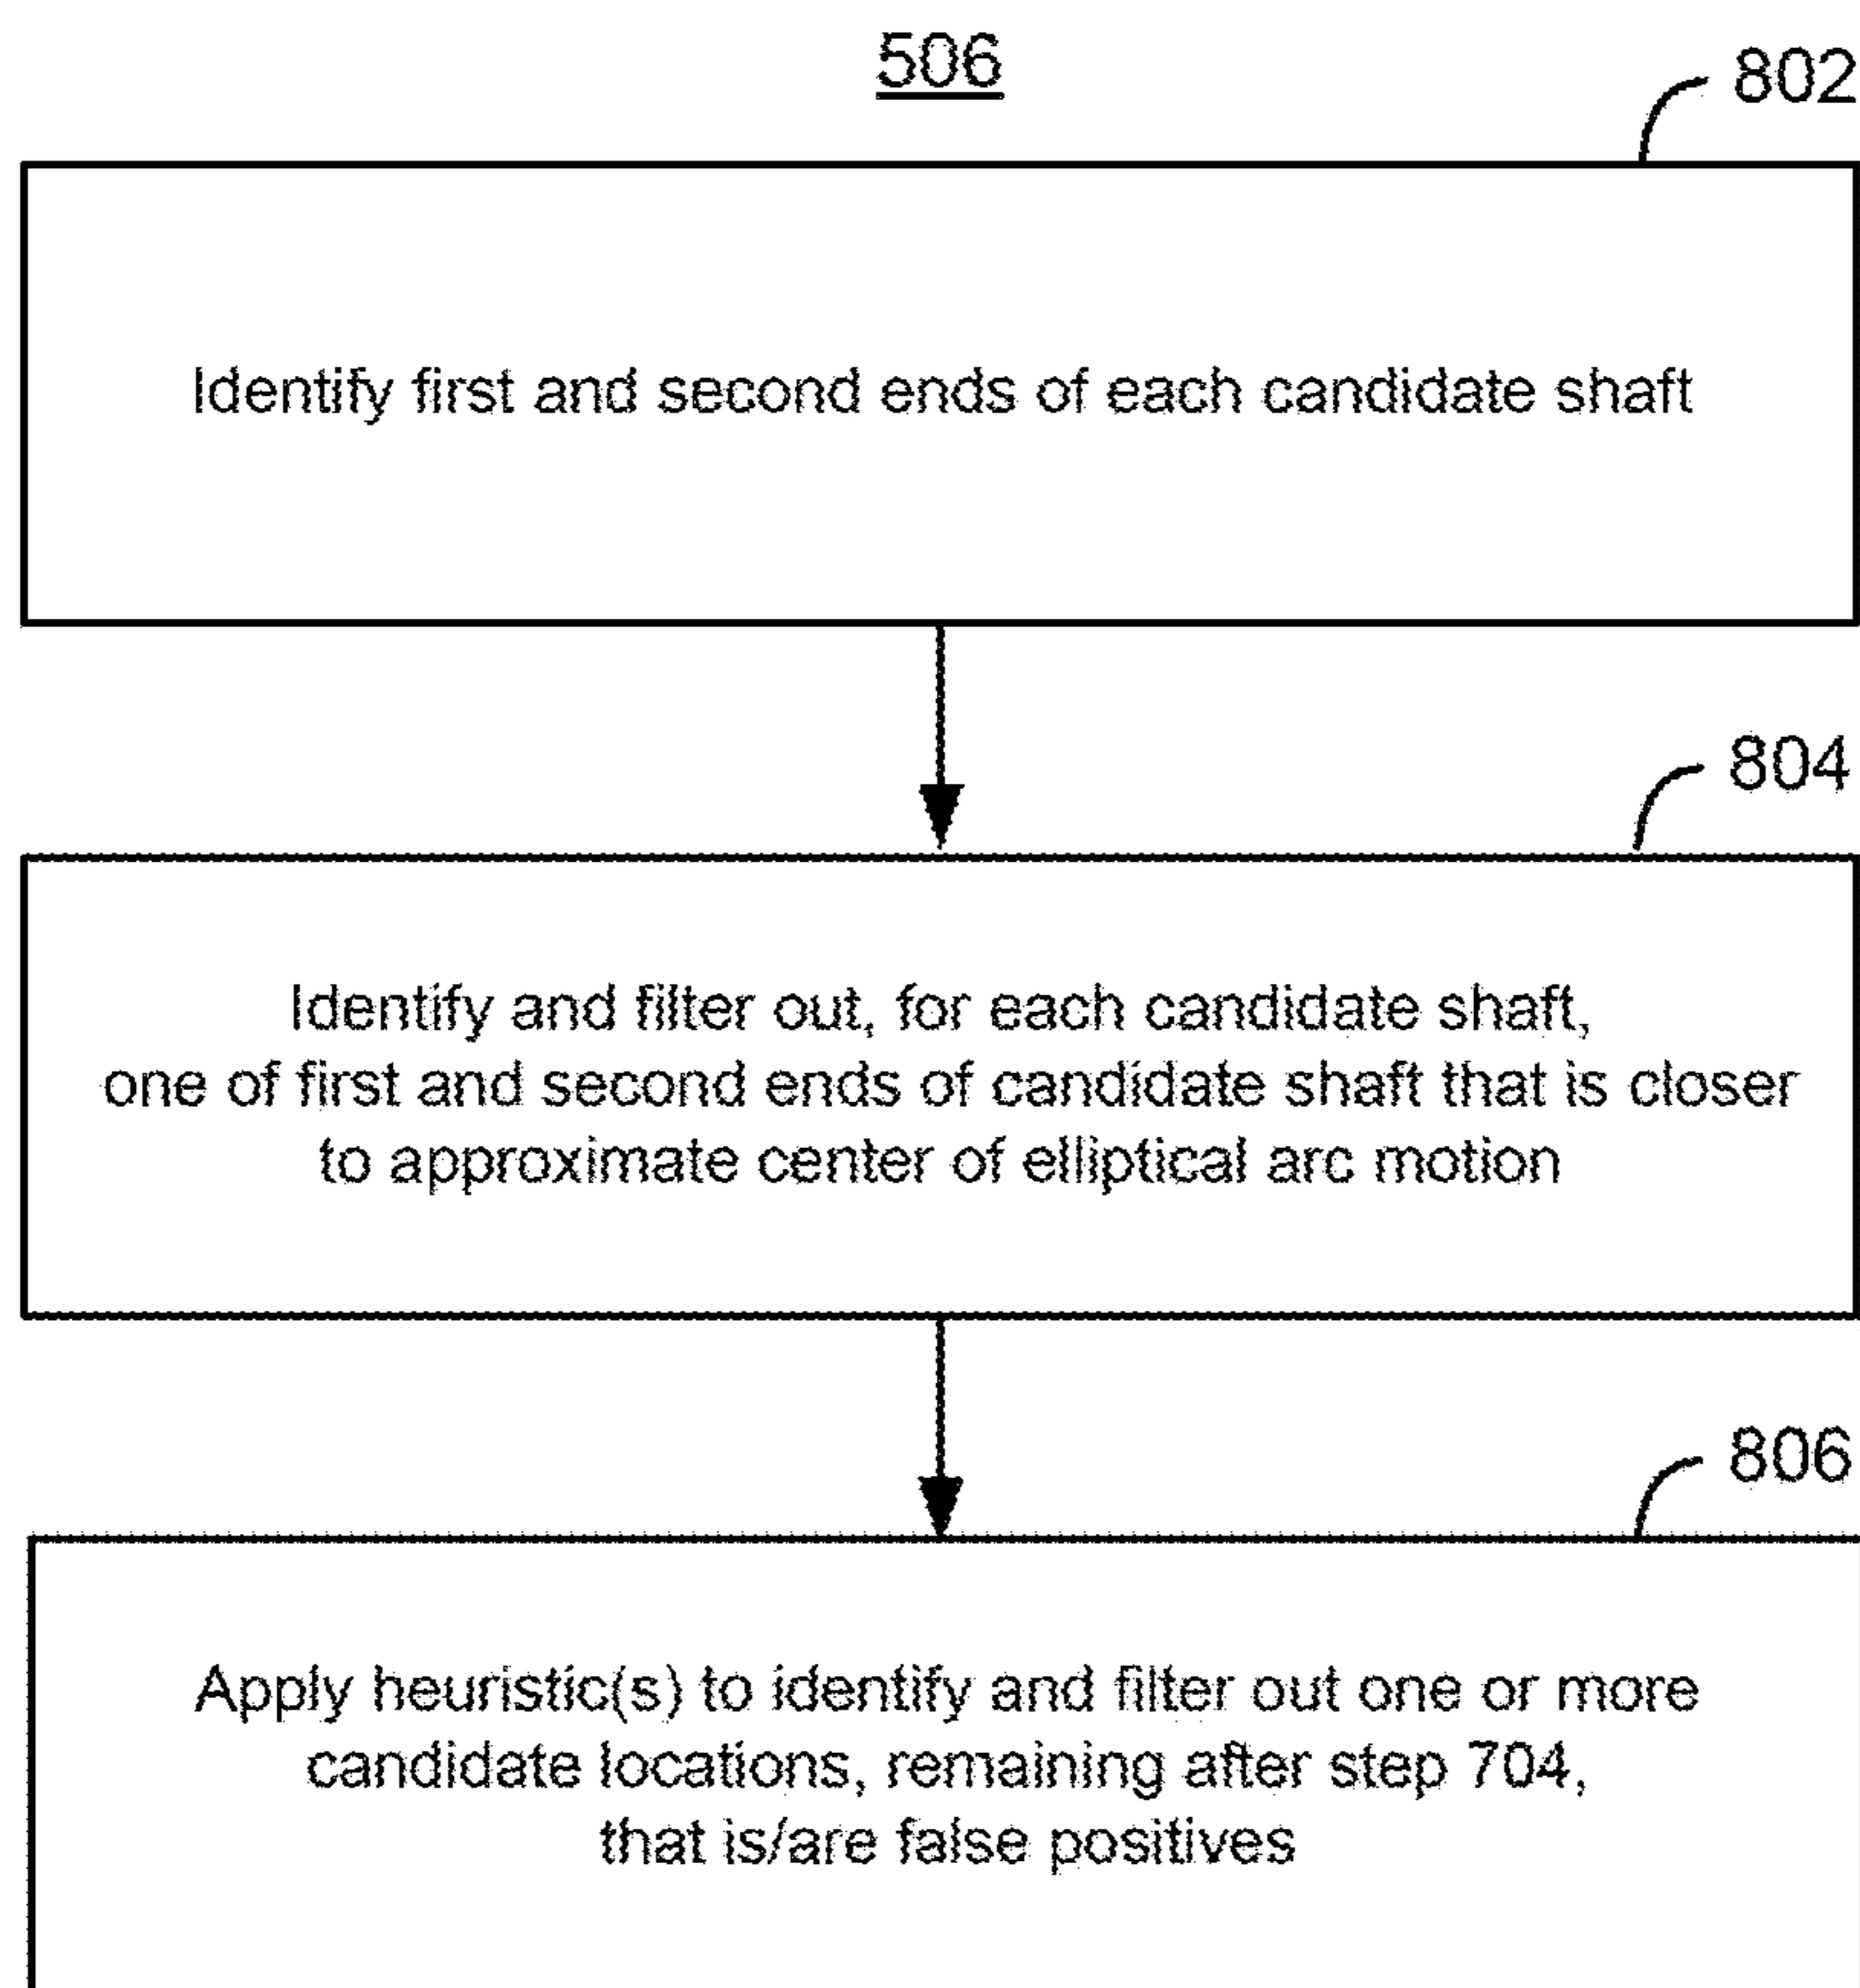 506
802
Identify first and second ends of each candidate shaft
804
Identify and filter out, for each candidate shaft,
one of first and second ends of candidate shaft that is closer
to approximate center of elliptical arc motion
806
Apply heuristic(s) to identify and filter out one or more
candidate locations, remaining after step 704,
that is/are false positives